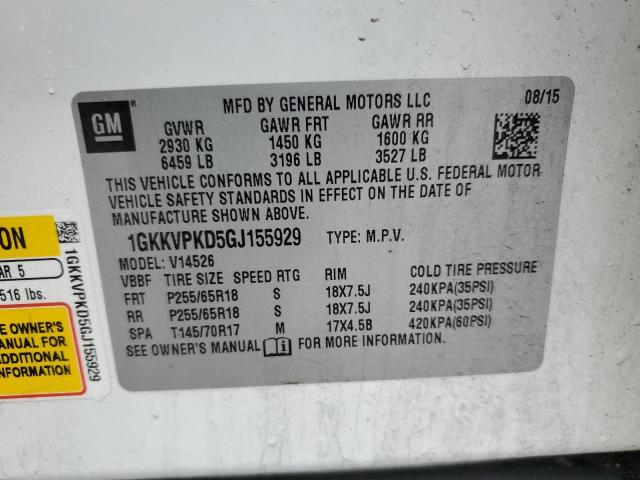 GM ®
MFD BY GENERAL MOTORS LLC 08/15
GVWR GAWR FRT GAWR RR
2930 KG 1450 KG 1600 KG
6459 LB 3196 LB 3527 LB
THIS VEHICLE CONFORMS TO ALL APPLICABLE U.S. FEDERAL MOTOR
VEHICLE SAFETY STANDARDS IN EFFECT ON THE DATE OF
MANUFACTURE SHOWN ABOVE.
1GKKVPKD5GJ155929 TYPE: M.P.V.
MODEL: V14526
VBBF TIRE SIZE SPEED RTG RIM COLD TIRE PRESSURE
FRT P255/65R18 S 18X7.5J 240KPA(35PSI)
RR P255/65R18 S 18X7.5J 240KPA(35PSI)
SPA T145/70R17 M 17X4.5B 420KPA(60PSI)
SEE OWNER'S MANUAL FOR MORE INFORMATION.
ON
AR 5
516 lbs.
E OWNER'S
ANUAL FOR
ADDITIONAL
FORMATION
1GKKVPKD5GJ155929